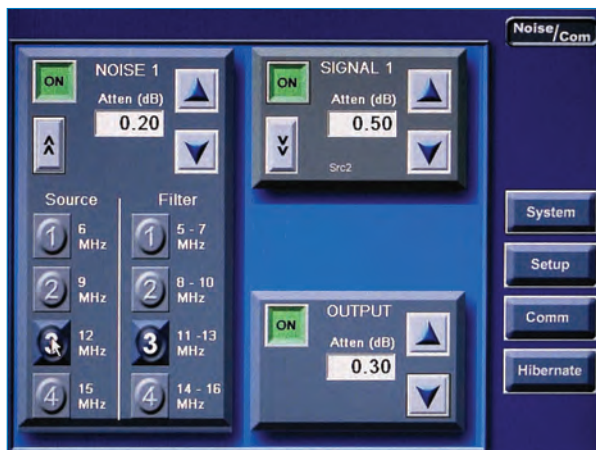 Noise/Com
ON
NOISE 1
Atten (dB)
0.20
Source
Filter
1
6 MHz
1
5 - 7 MHz
2
9 MHz
2
8 - 10 MHz
3
12 MHz
3
11 -13 MHz
4
15 MHz
4
14 - 16 MHz
ON
SIGNAL 1
Atten (dB)
0.50
Src2
ON
OUTPUT
Atten (dB)
0.30
System
Setup
Comm
Hibernate